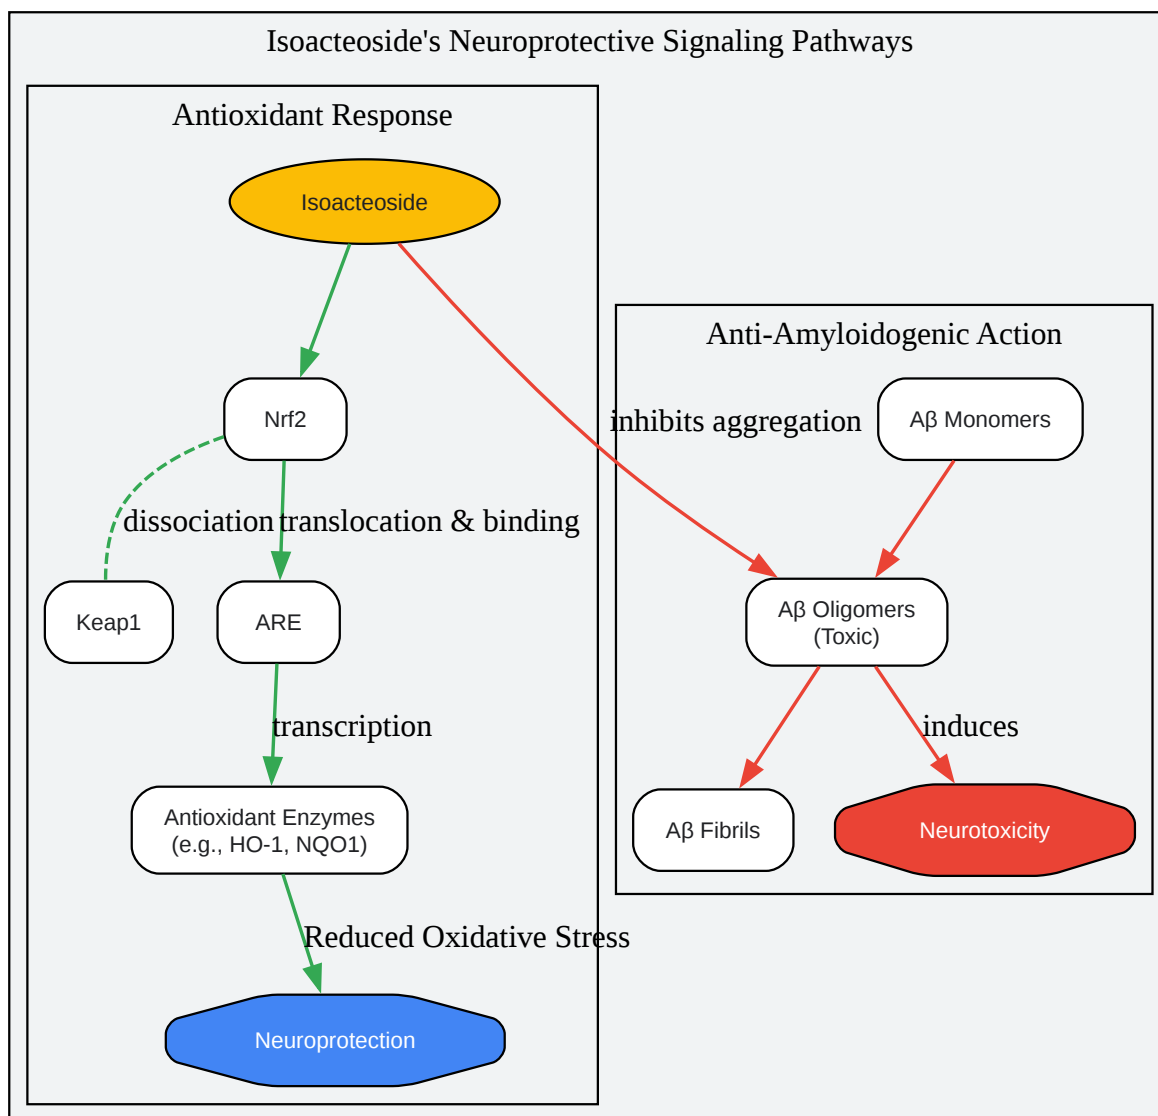 Isoacteoside's Neuroprotective Signaling Pathways
Antioxidant Response
Isoacteoside
Anti-Amyloidogenic Action
Nrf2
inhibits aggregation
Aβ Monomers
dissociation
translocation & binding
Keap1
ARE
Aβ Oligomers
(Toxic)
transcription
induces
Antioxidant Enzymes
(e.g., HO-1, NQO1)
Aβ Fibrils
Neurotoxicity
Reduced Oxidative Stress
Neuroprotection